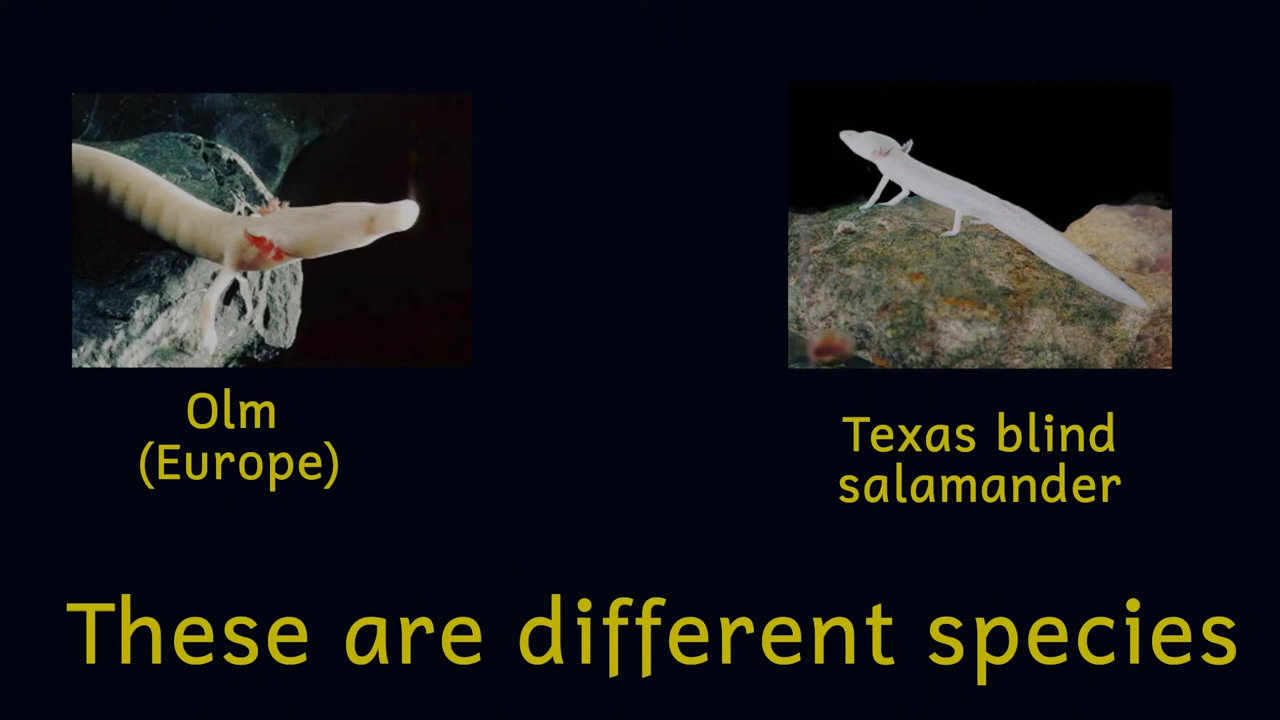 Olm
(Europe)
Texas blind
salamander
These are different species